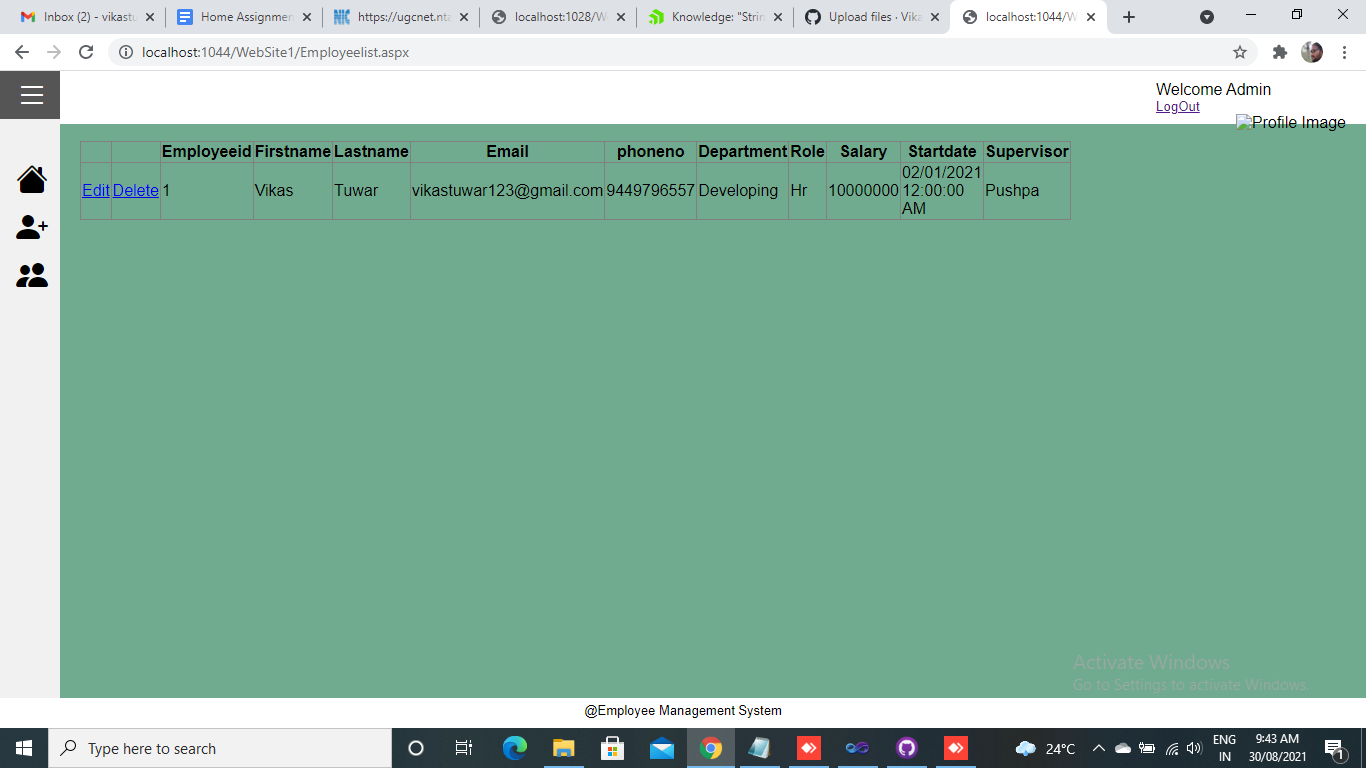 Inbox (2) - vikastu
Home Assignmen
https://ugcnet.nta
localhost:1028/W
Knowledge: "Strin
Upload files · Vika
localhost:1044/W
localhost:1044/WebSite1/Employeelist.aspx
Welcome Admin
LogOut
Profile Image
Employeeid Firstname Lastname Email phoneno Department Role Salary Startdate Supervisor
Edit Delete 1 Vikas Tuwar vikastuwar123@gmail.com 9449796557 Developing Hr 10000000 02/01/2021 12:00:00 AM Pushpa
Activate Windows
Go to Settings to activate Windows.
@Employee Management System
Type here to search
24°C
ENG
IN
9:43 AM
30/08/2021
1